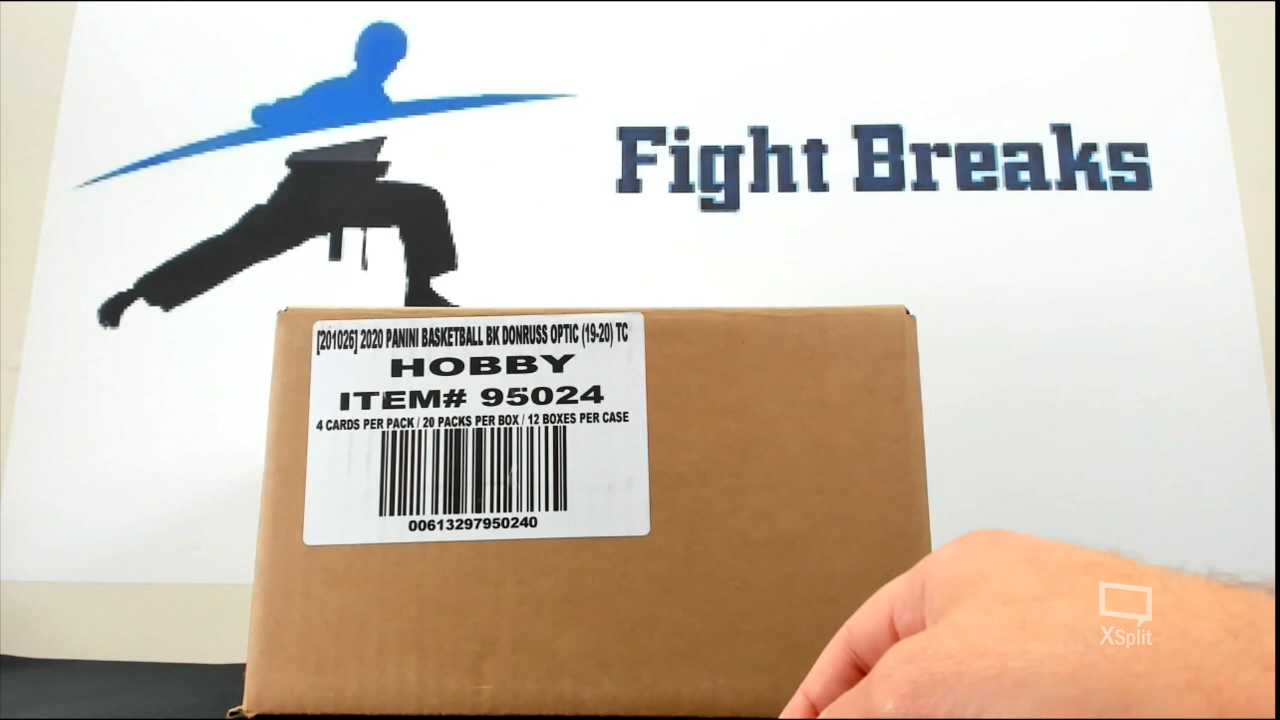 Fight Breaks
[201026] 2020 PANINI BASKETBALL BK DONRUSS OPTIC (19-20) TC
HOBBY
ITEM# 95024
4 CARDS PER PACK / 20 PACKS PER BOX / 12 BOXES PER CASE
00613297950240
XSplit